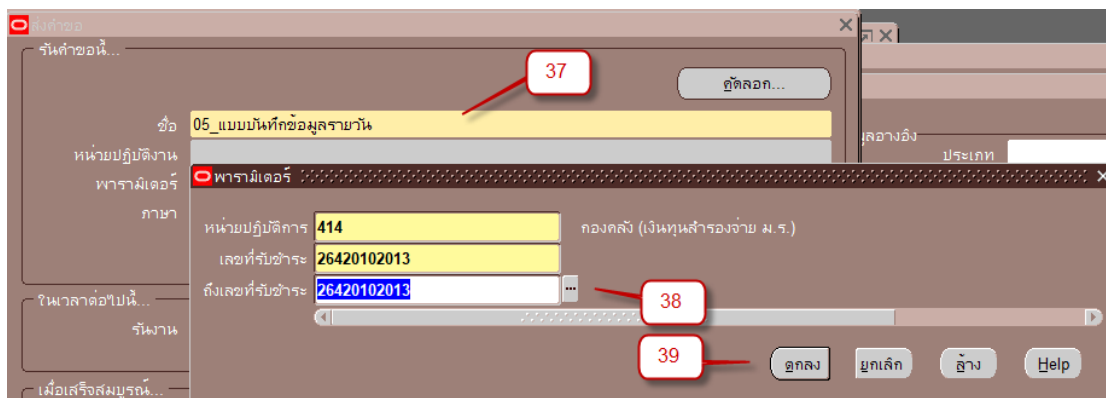 ส่งคำขอ
รันคำขอนี้...
37
คัดลอก...
ชื่อ 05_แบบบันทึกข้อมูลรายวัน
หน่วยปฏิบัติงาน
ประเภท
พารามิเตอร์
พารามิเตอร์
ภาษา
หน่วยปฏิบัติการ 414 กองคลัง (เงินทุนสำรองจ่าย ม.ร.)
เลขที่รับชำระ 26420102013
ถึงเลขที่รับชำระ 26420102013 ...
38
ในเวลาต่อไปนี้...
รันงาน
39
ตกลง ยกเลิก ล้าง Help
เมื่อเสร็จสมบูรณ์...